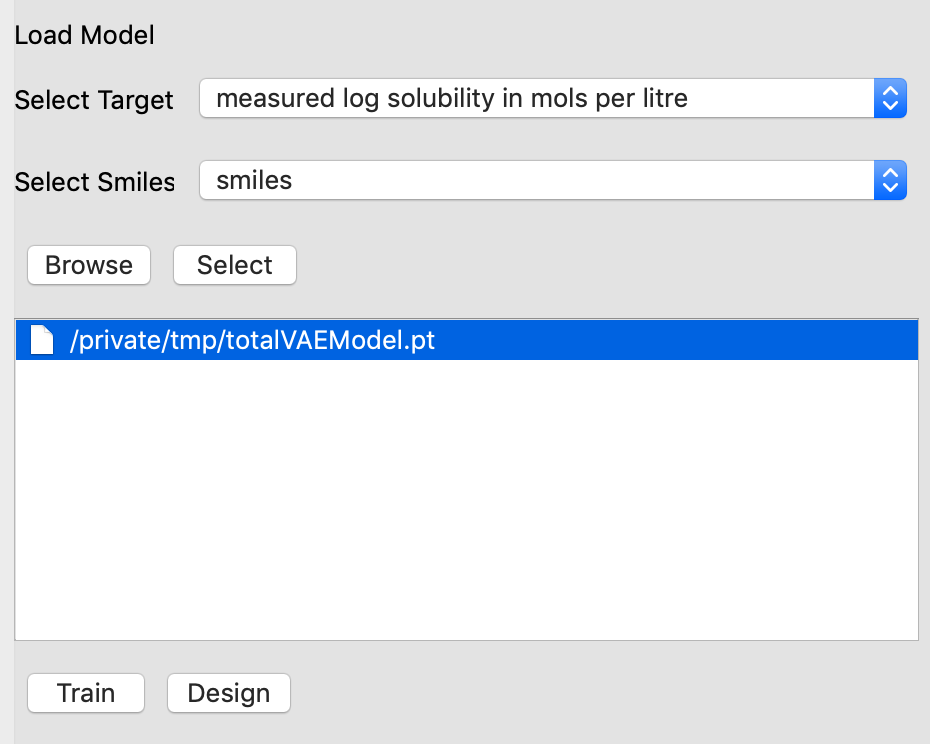 Load Model
Select Target measured log solubility in mols per litre
Select Smiles smiles
Browse Select
/private/tmp/totalVAEModel.pt
Train Design